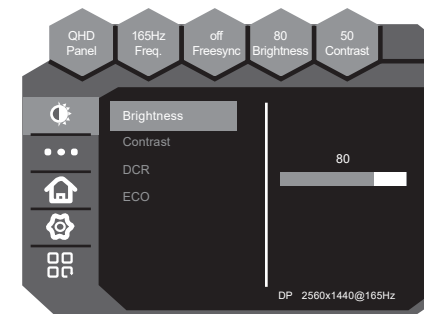 QHD
Panel
165Hz
Freq.
off
Freesync
80
Brightness
50
Contrast
Brightness
Contrast
DCR
ECO
80
DP 2560x1440@165Hz